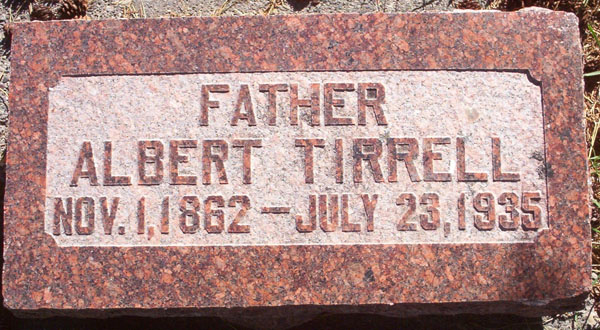 FATHER
ALBERT TIRRELL
NOV. 1, 1862 — JULY 23, 1935